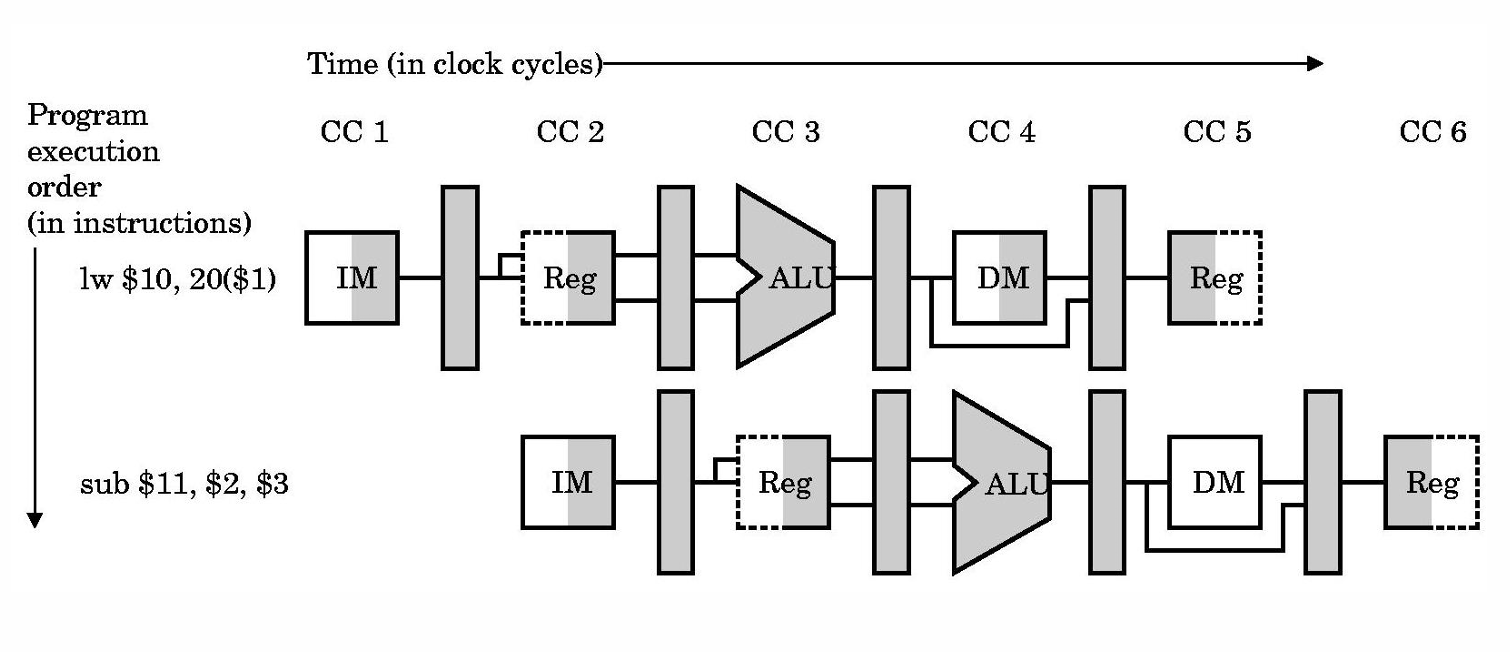 Time (in clock cycles)
Program
execution
order
(in instructions)
CC 1 CC 2 CC 3 CC 4 CC 5 CC 6
lw $10, 20($1) IM Reg ALU DM Reg
sub $11, $2, $3 IM Reg ALU DM Reg